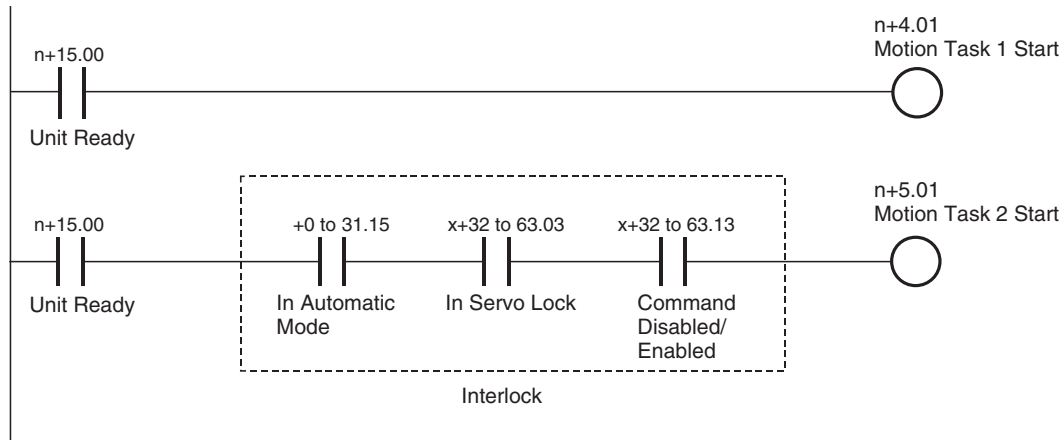 n+4.01
Motion Task 1 Start
n+15.00
Unit Ready
n+5.01
Motion Task 2 Start
n+15.00
+0 to 31.15
x+32 to 63.03
x+32 to 63.13
Unit Ready
In Automatic
Mode
In Servo Lock
Command
Disabled/
Enabled
Interlock